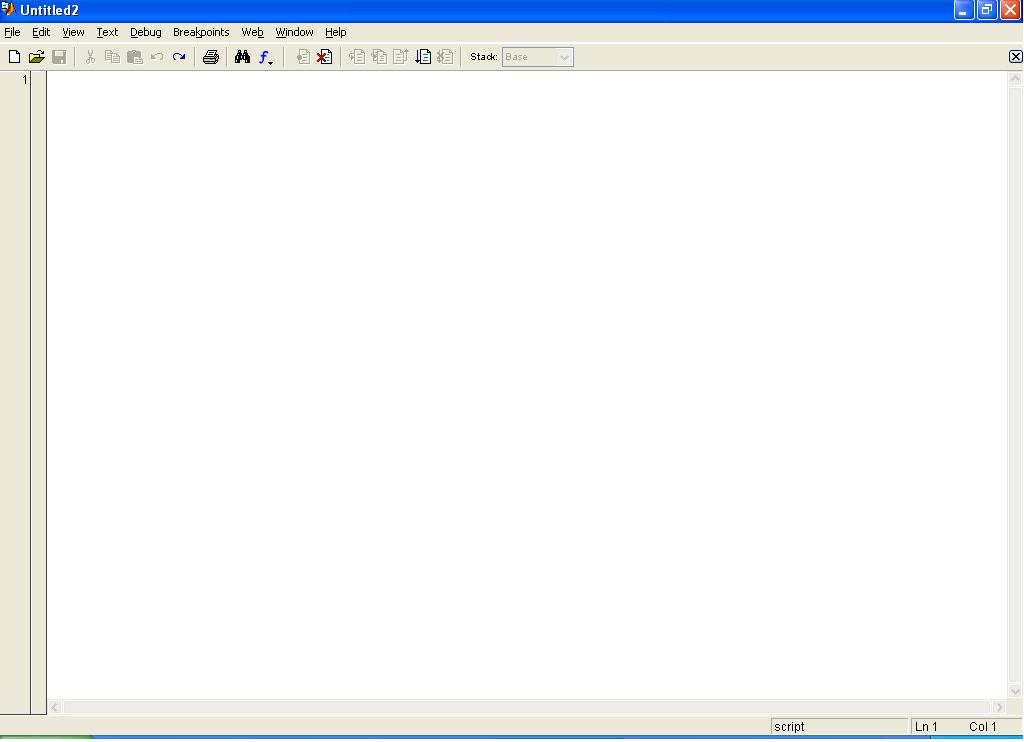 Untitled2
File Edit View Text Debug Breakpoints Web Window Help
Stack: Base
1
script Ln 1 Col 1